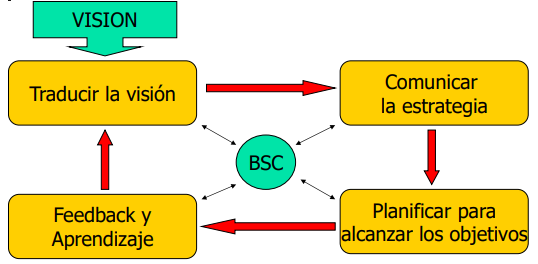 VISION
Traducir la visión
Comunicar
la estrategia
BSC
Feedback y
Aprendizaje
Planificar para
alcanzar los objetivos